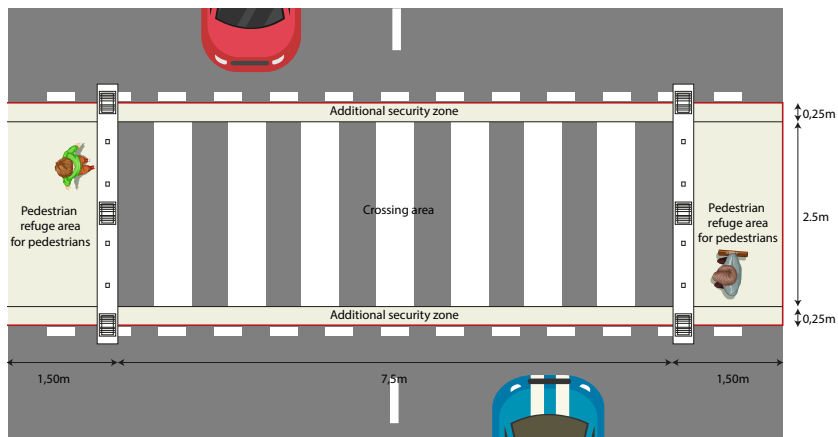 Additional security zone
0,25m
Pedestrian
refuge area
for pedestrians
Crossing area
2.5m
Pedestrian
refuge area
for pedestrians
Additional security zone
0,25m
1,50m
7,5m
1,50m